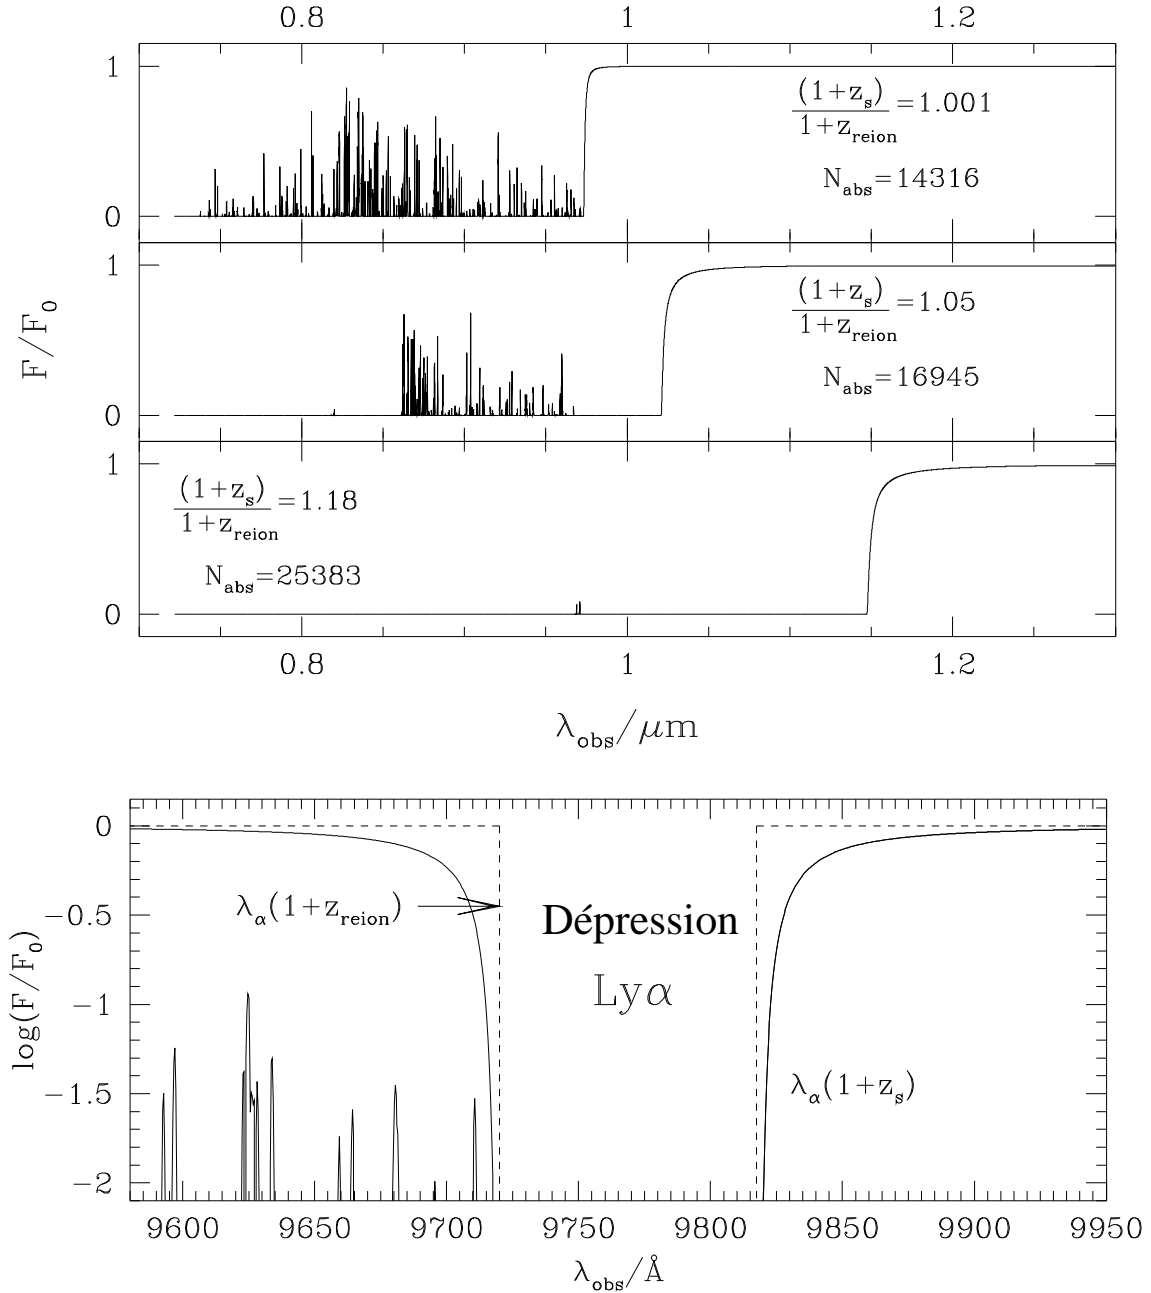 0.8 1 1.2
1
(1+z_s)/1+z_reion =1.001
N_abs=14316
0
1
(1+z_s)/1+z_reion =1.05
F/F_0
N_abs=16945
0
1
(1+z_s)/1+z_reion =1.18
N_abs=25383
0
0.8 1 1.2
λ_obs/μm
0
λ_α(1+z_reion)
−0.5
Dépression
Lyα
log(F/F_0)
−1
λ_α(1+z_s)
−1.5
−2
9600 9650 9700 9750 9800 9850 9900 9950
λ_obs/Å